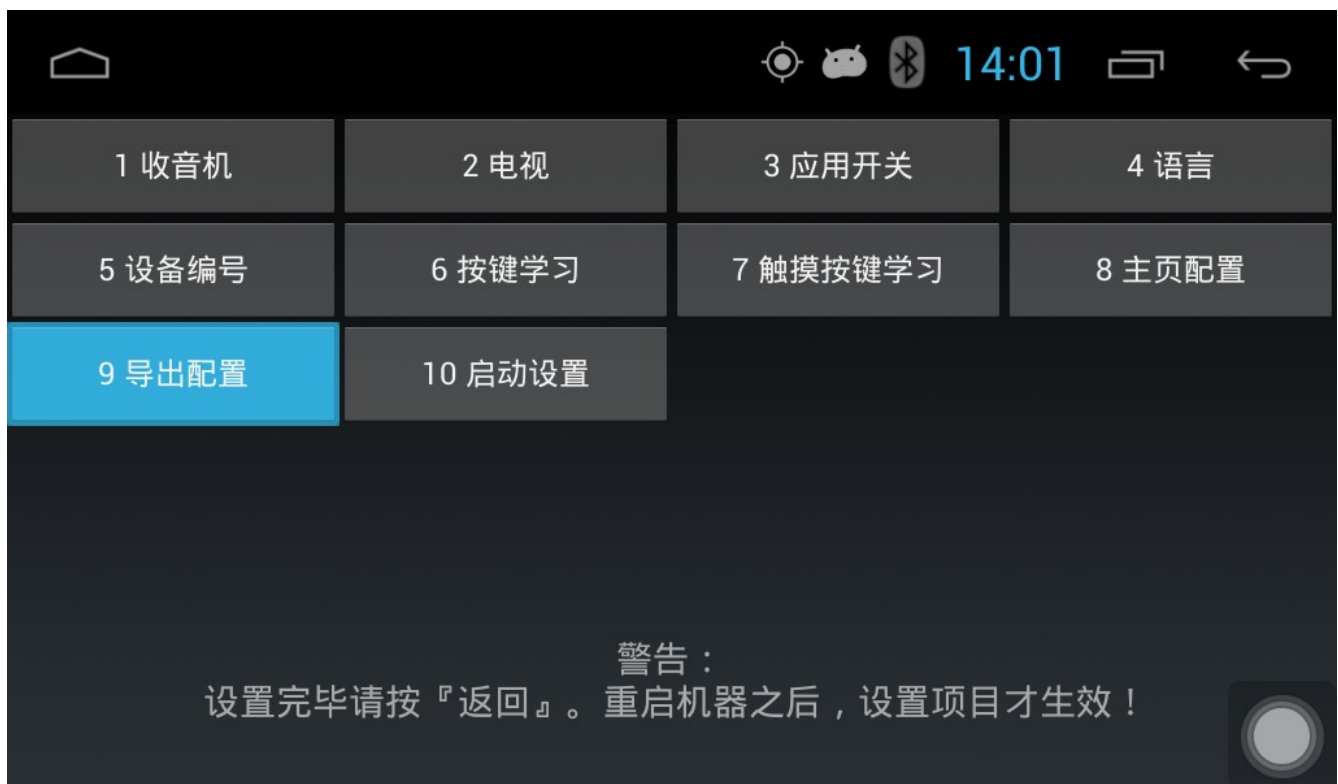 14:01
1 收音机
2 电视
3 应用开关
4 语言
5 设备编号
6 按键学习
7 触摸按键学习
8 主页配置
9 导出配置
10 启动设置
警告：
设置完毕请按『返回』。重启机器之后，设置项目才生效！